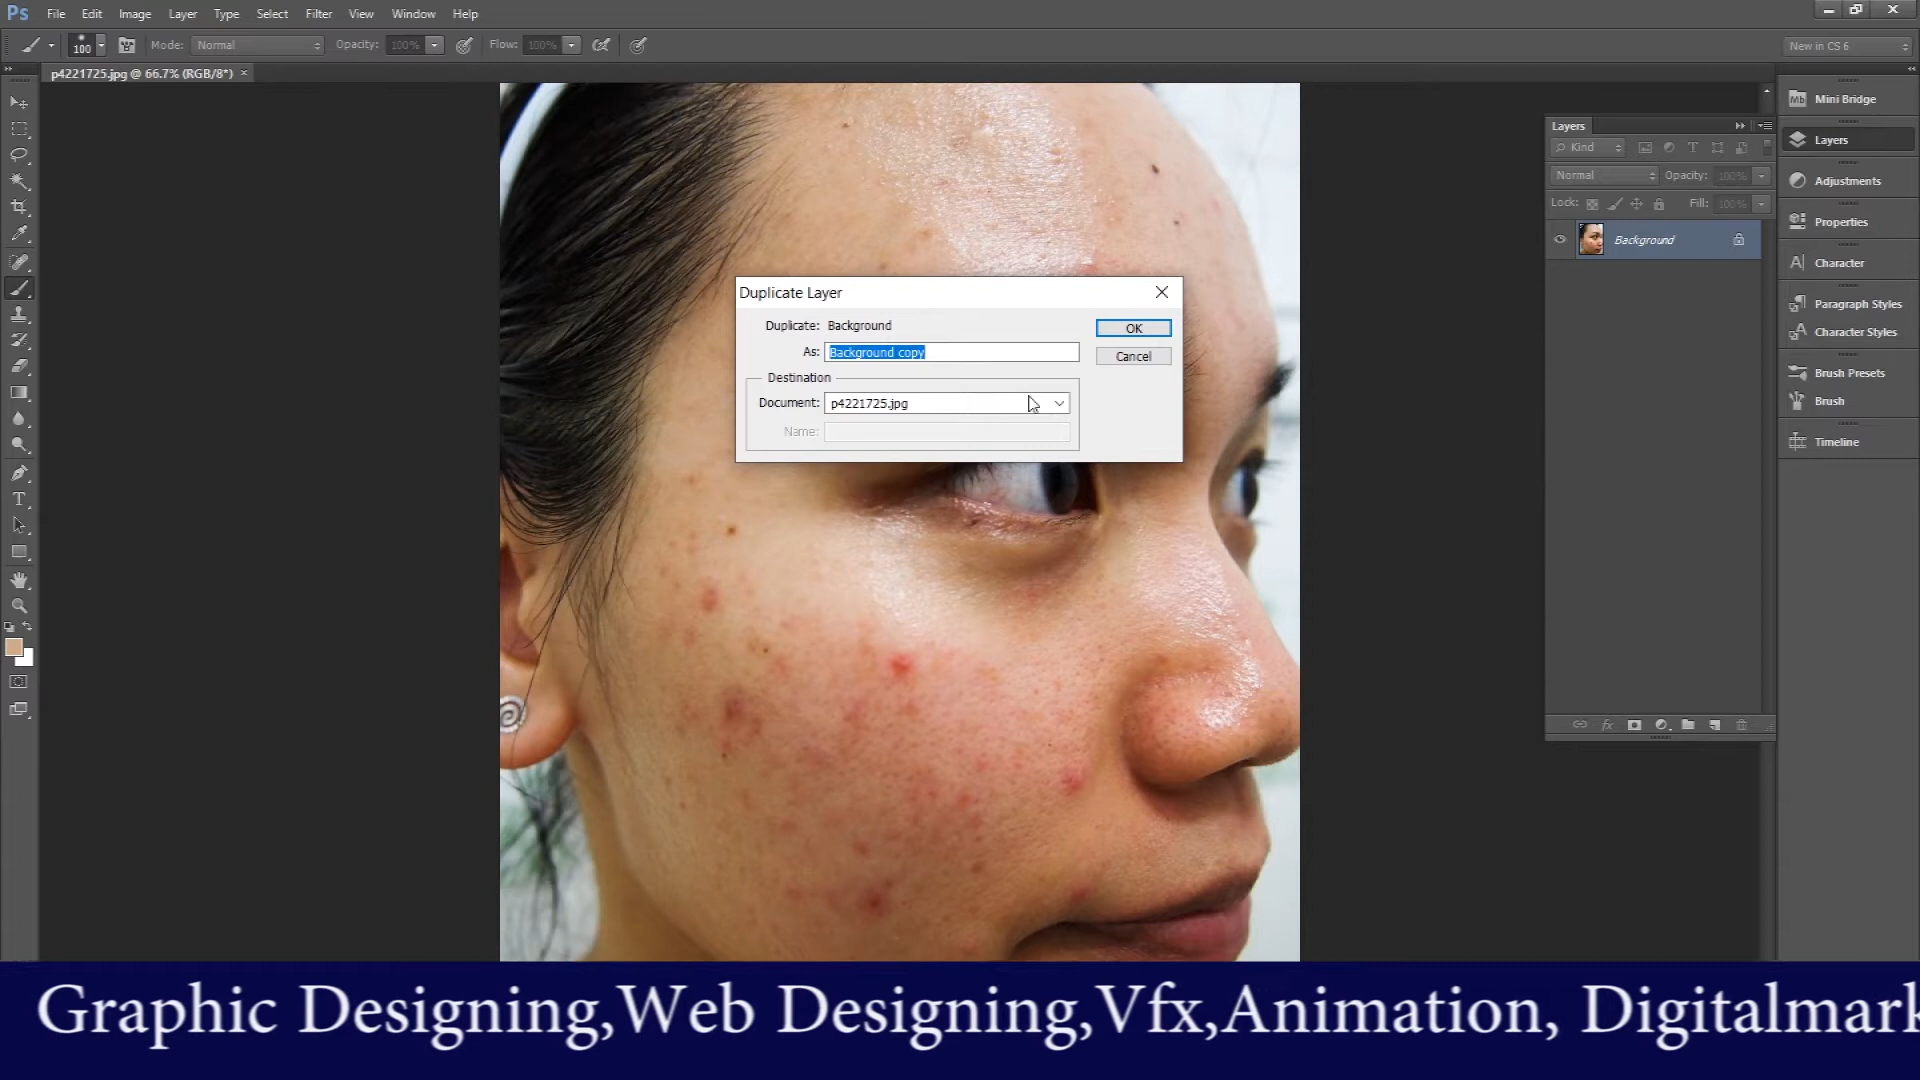 Ps File Edit Image Layer Type Select Filter View Window Help
100 Mode: Normal Opacity: 100% Flow: 100% New in CS 6
p4221725.jpg @ 66.7% (RGB/8*) ×
Mb Mini Bridge
Layers
Layers
Kind
Adjustments
Normal Opacity: 100%
Lock: Fill: 100%
Properties
Background
Character
Duplicate Layer
Duplicate: Background
OK
As: Background copy
Cancel
Destination
Document: p4221725.jpg
Name:
Paragraph Styles
Character Styles
Brush Presets
Brush
Timeline
fx
Graphic Designing,Web Designing,Vfx,Animation, Digitalmark